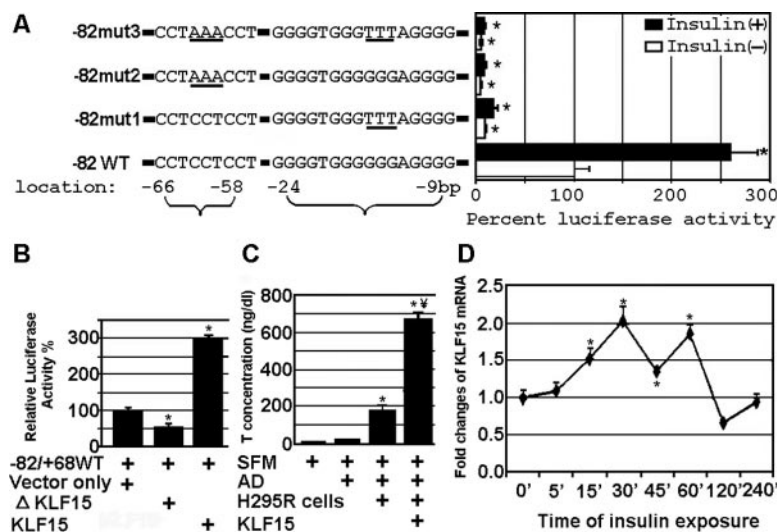 A
-82mut3 CCTAAACCT GGGGTGGGTTTAGGGG
-82mut2 CCTAAACCT GGGGTGGGGGGAGGGG
-82mut1 CCTCCTCCT GGGGTGGGTTTAGGGG
-82 WT CCTCCTCCT GGGGTGGGGGGAGGGG
location: -66 -58 -24 -9bp
Insulin(+)
Insulin(-)
* * * * * * *
0 100 200 300
Percent luciferase activity
B
Relative Luciferase Activity %
300
200
100
0
* *
-82/+68WT + + +
Vector only +
Δ KLF15 +
KLF15 +
C
T concentration (ng/dl)
800
600
400
200
0
* *¥
SFM + + + +
AD + + +
H295R cells + +
KLF15 +
D
Fold changes of KLF15 mRNA
2.5
2.0
1.5
1.0
0.0
* * * *
0' 5' 15' 30' 45' 60' 120' 240'
Time of insulin exposure